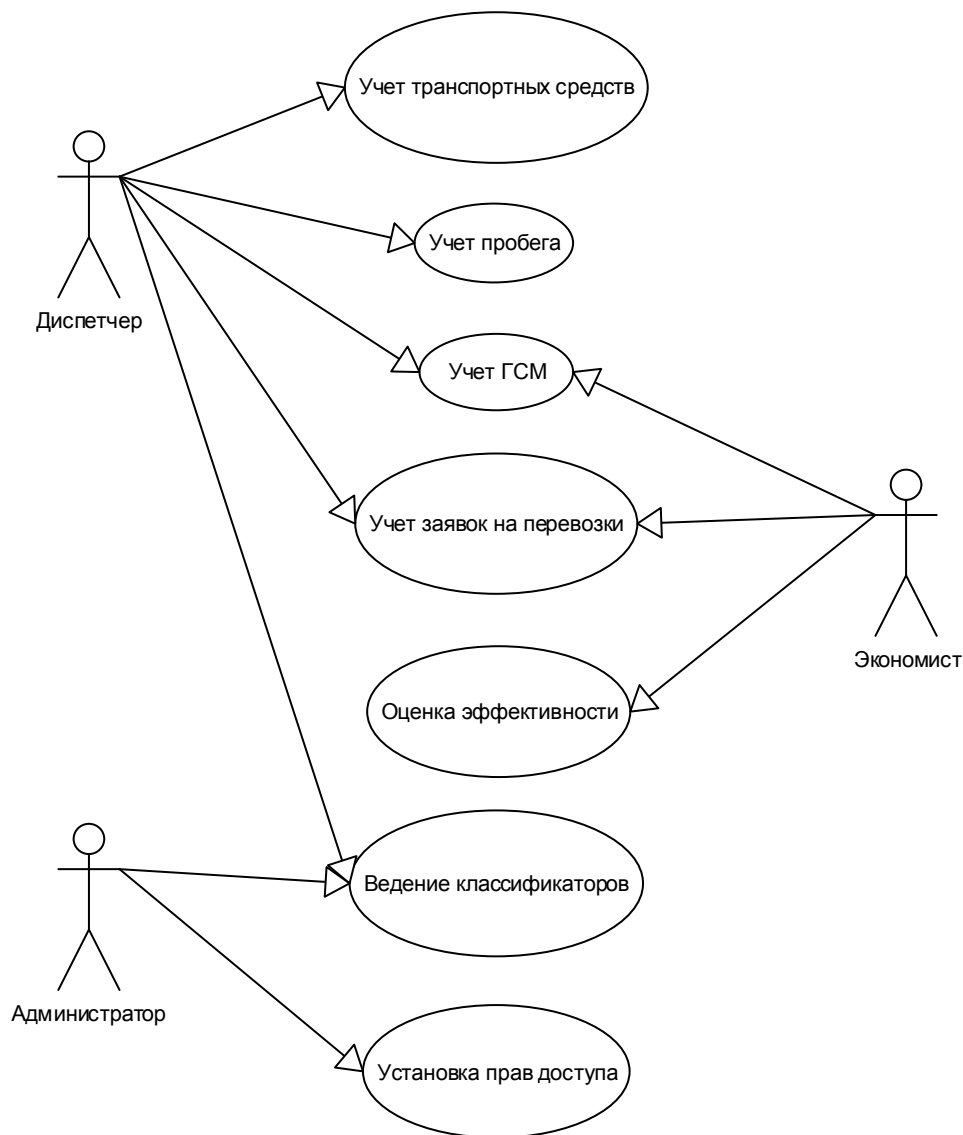 Учет транспортных средств
Учет пробега
Диспетчер
Учет ГСМ
Учет заявок на перевозки
Экономист
Оценка эффективности
Ведение классификаторов
Администратор
Установка прав доступа